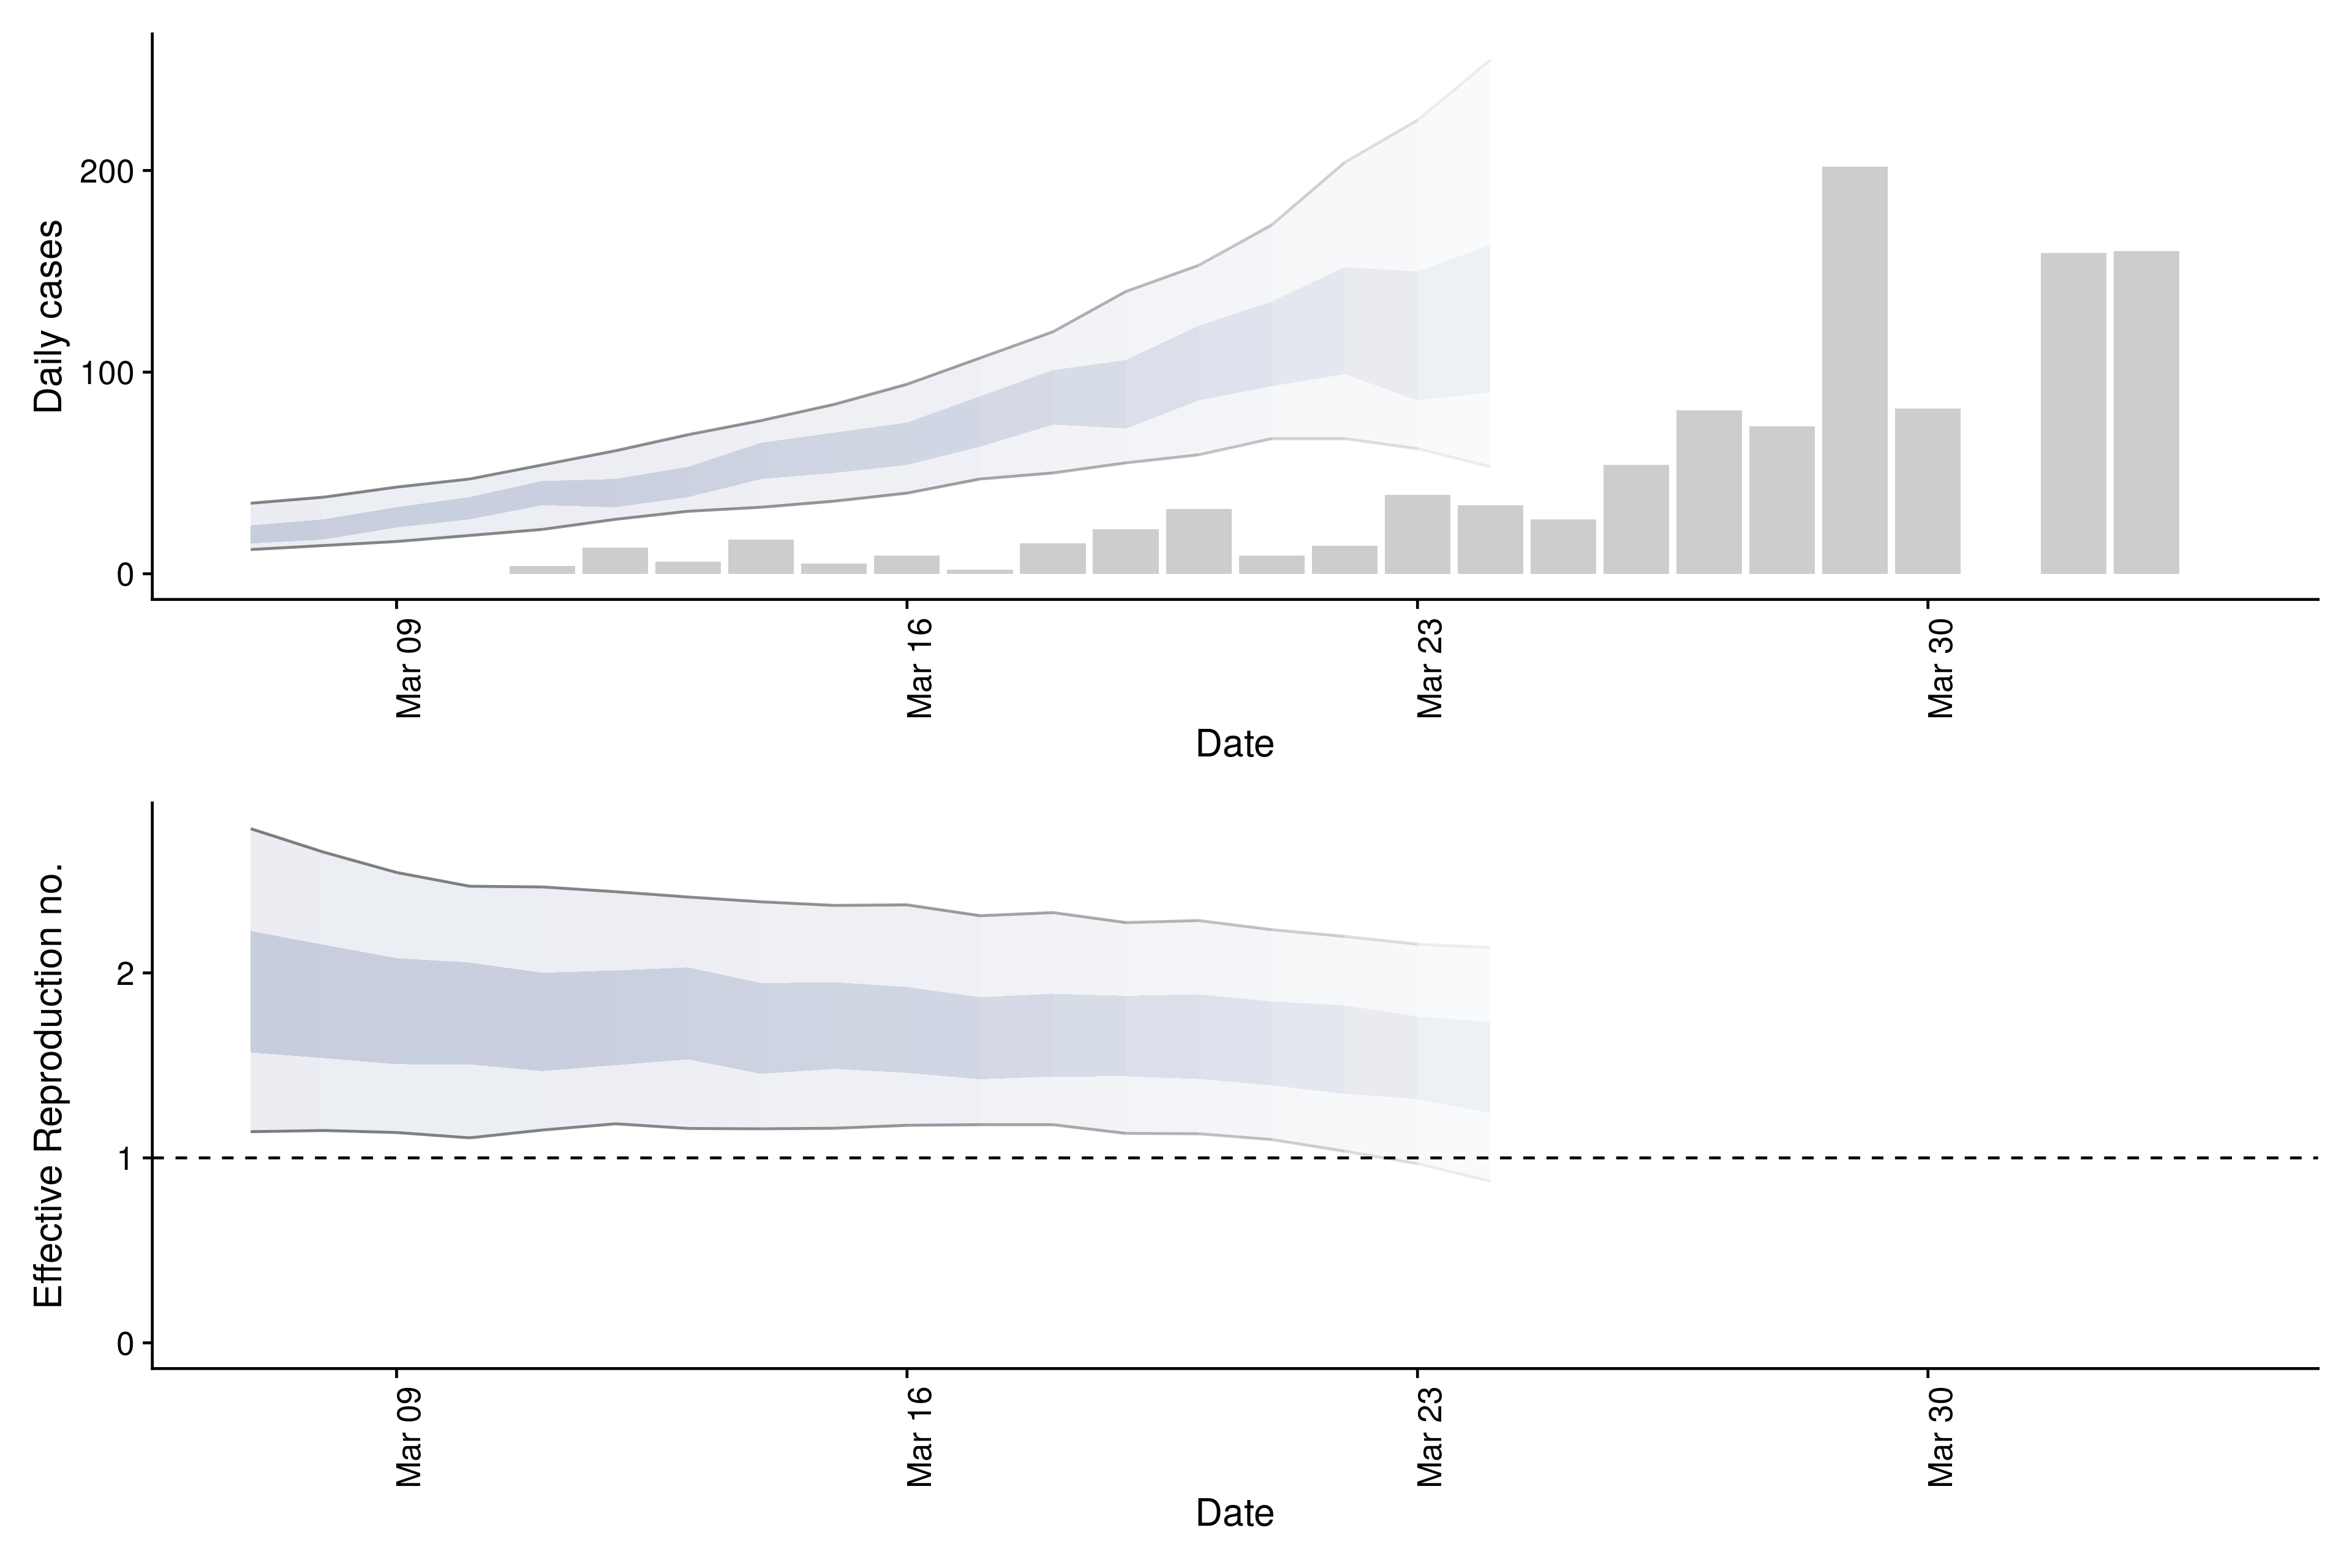 Daily cases
200
100
0
Mar 09
Mar 16
Mar 23
Mar 30
Date
Effective Reproduction no.
2
1
0
Mar 09
Mar 16
Mar 23
Mar 30
Date